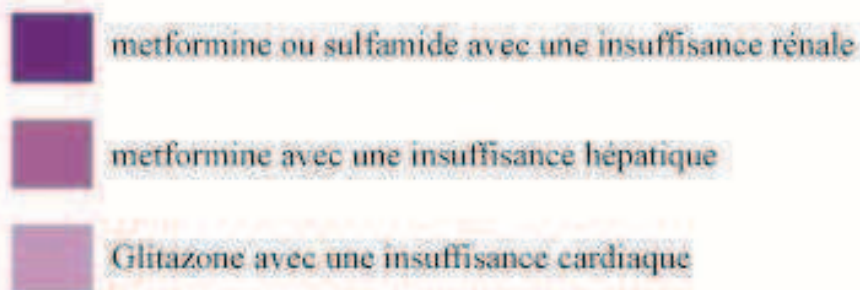 metformine ou sulfamide avec une insuffisance rénale
metformine avec une insuffisance hépatique
Glitazone avec une insuffisance cardiaque